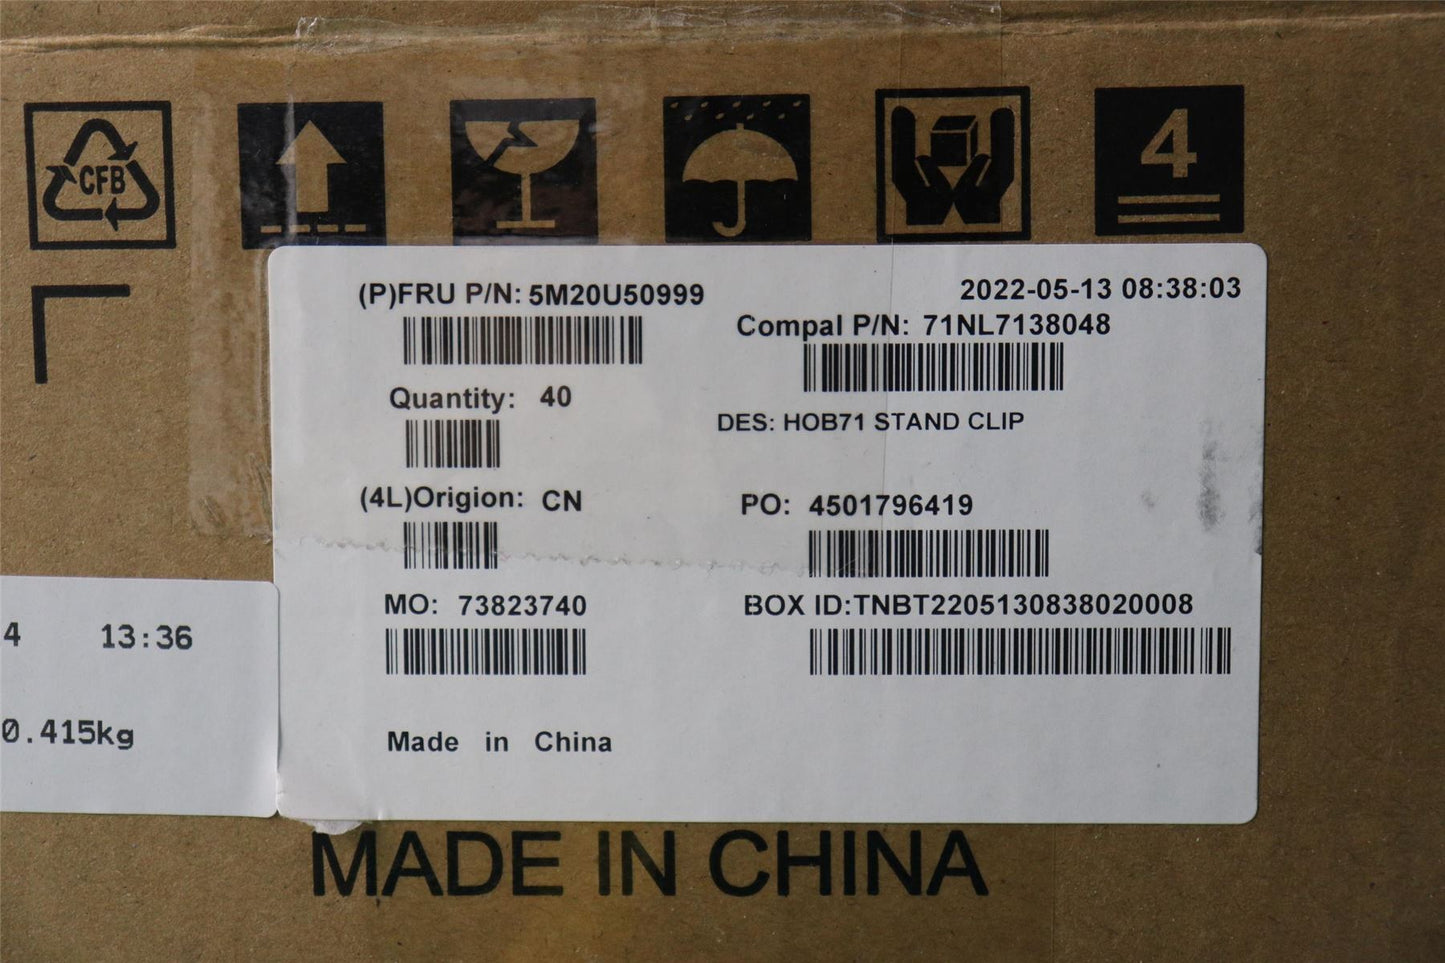 CFB
4
(P)FRU P/N: 5M20U50999
2022-05-13 08:38:03
Compal P/N: 71NL7138048
Quantity: 40
DES: HOB71 STAND CLIP
(4L)Origion: CN
PO: 4501796419
MO: 73823740
BOX ID:TNBT2205130838020008
Made in China
4 13:36
0.415kg
MADE IN CHINA